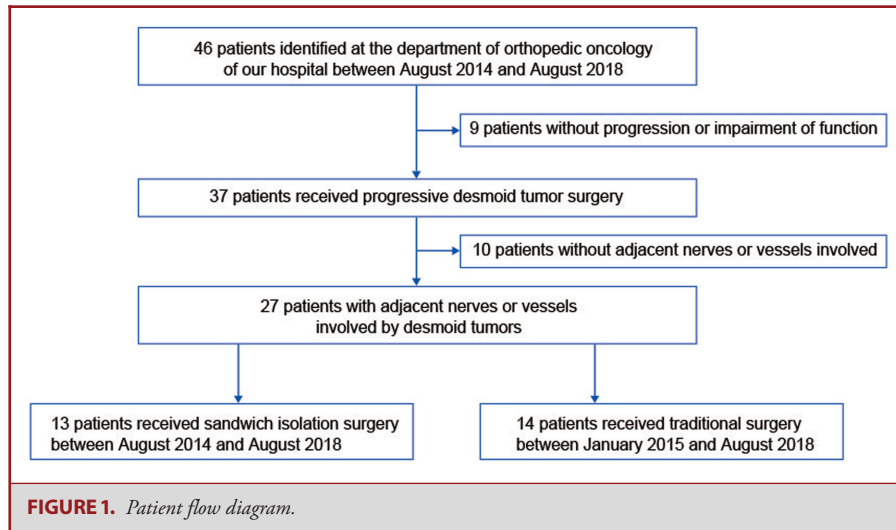 46 patients identified at the department of orthopedic oncology
of our hospital between August 2014 and August 2018
9 patients without progression or impairment of function
37 patients received progressive desmoid tumor surgery
10 patients without adjacent nerves or vessels involved
27 patients with adjacent nerves or vessels
involved by desmoid tumors
13 patients received sandwich isolation surgery
between August 2014 and August 2018
14 patients received traditional surgery
between January 2015 and August 2018
FIGURE 1. Patient flow diagram.